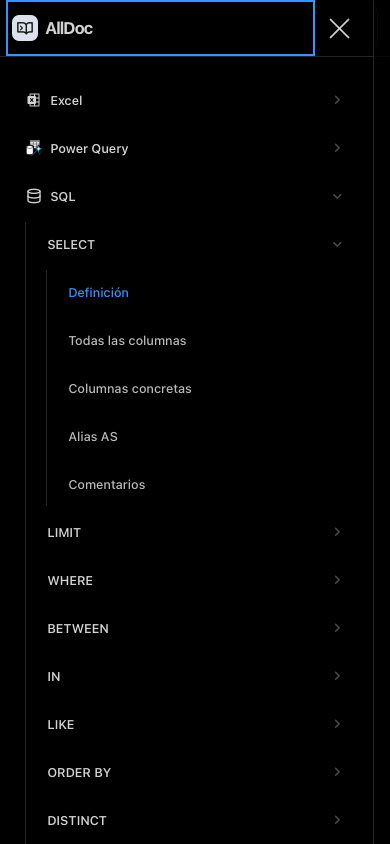 AllDoc
Excel
Power Query
SQL
SELECT
Definición
Todas las columnas
Columnas concretas
Alias AS
Comentarios
LIMIT
WHERE
BETWEEN
IN
LIKE
ORDER BY
DISTINCT